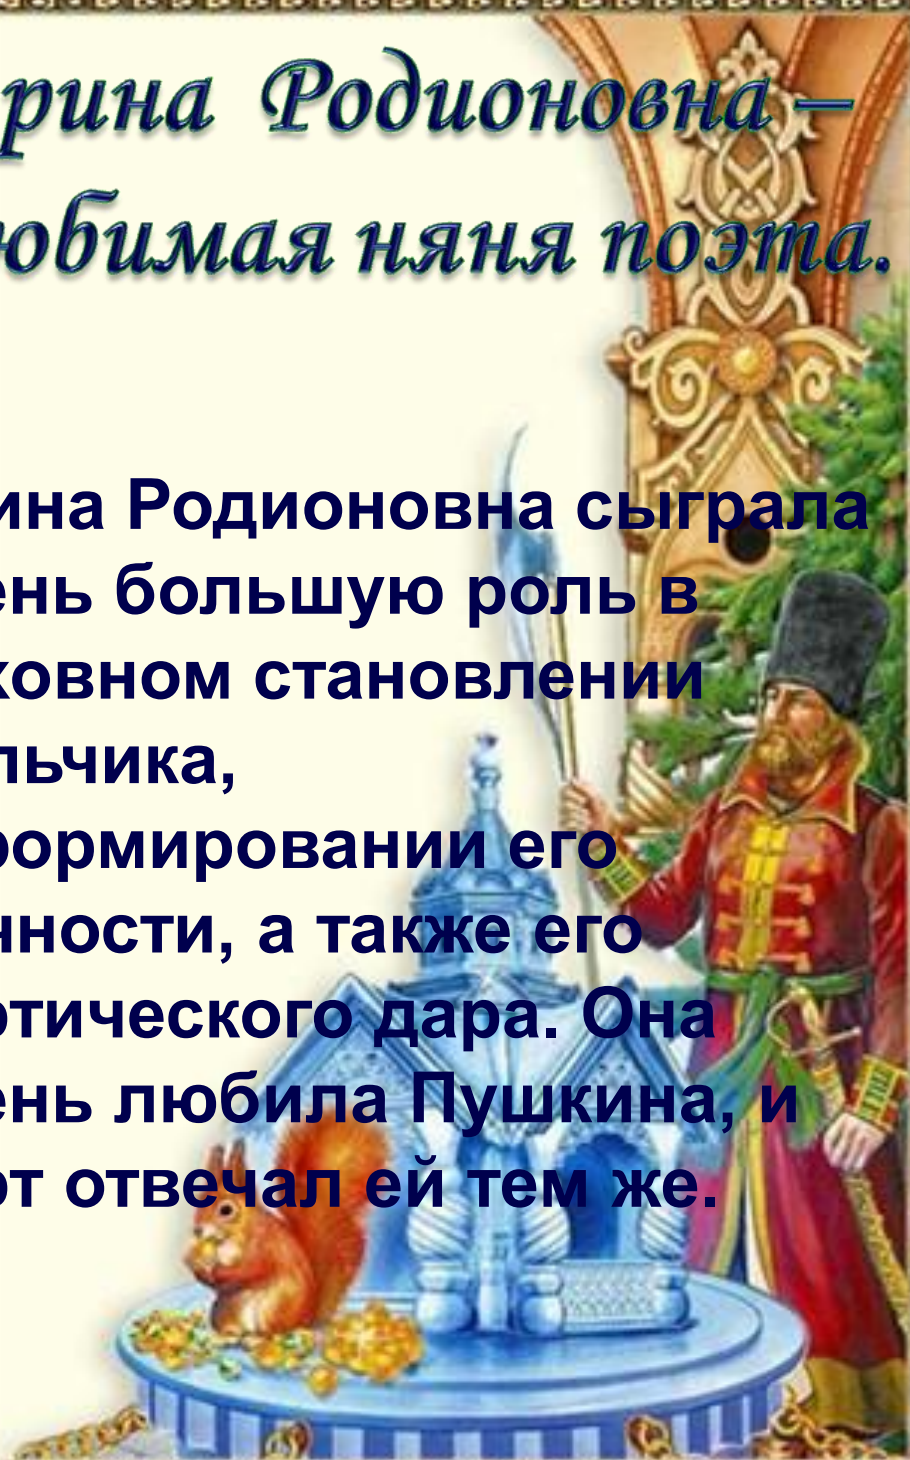 рина Родионовна –
юбимая няня поэта.
ина Родионовна сыграла
ень большую роль в
ховном становлении
льчика,
формировании его
чности, а также его
этического дара. Она
ень любила Пушкина, и
от отвечал ей тем же.